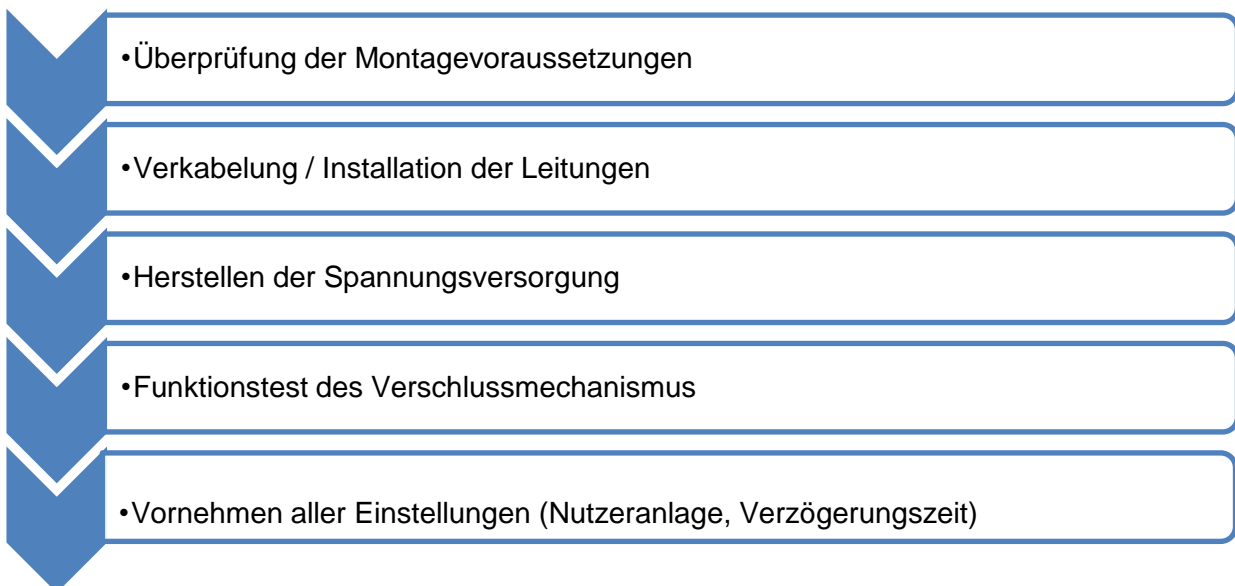 •Überprüfung der Montagevoraussetzungen
•Verkabelung / Installation der Leitungen
•Herstellen der Spannungsversorgung
•Funktionstest des Verschlussmechanismus
•Vornehmen aller Einstellungen (Nutzeranlage, Verzögerungszeit)